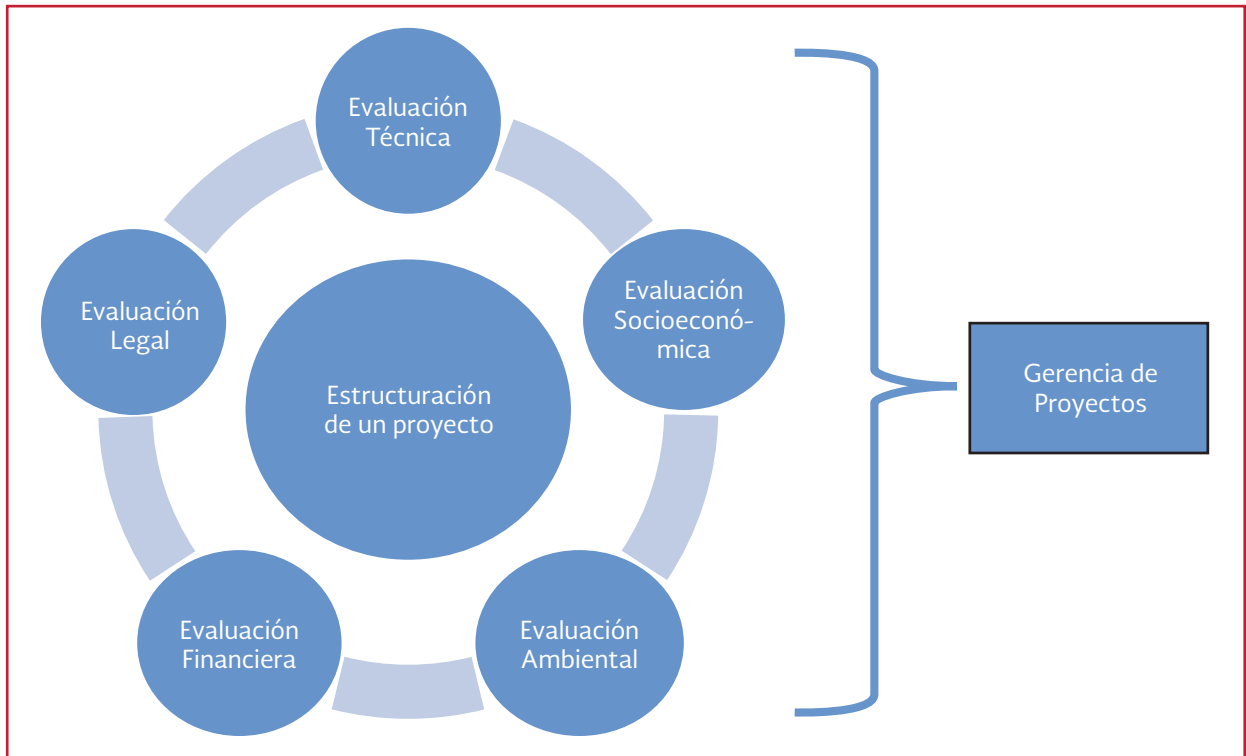 Evaluación
Técnica
Evaluación
Socioeconó-
mica
Evaluación
Ambiental
Evaluación
Financiera
Evaluación
Legal
Estructuración
de un proyecto
Gerencia de
Proyectos